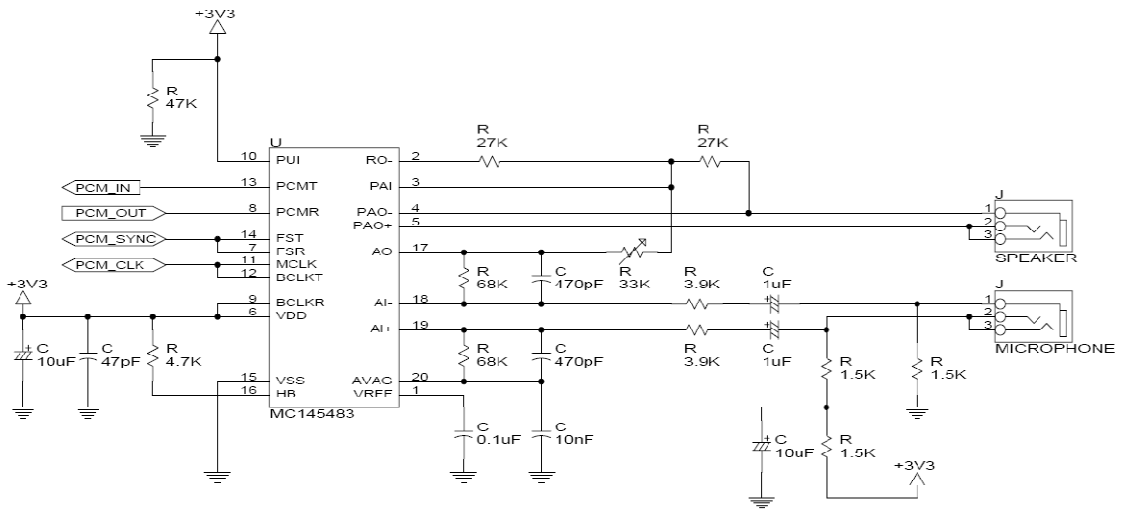 +3V3
R
47K
U
R
27K
R
27K
10 PUI
RO- 2
PCM_IN 13 PCMT
PAI 3
PCM_OUT 8 PCMR
PAO- 4
PAO+ 5
PCM_SYNC 14 FST
7 FSR
AO 17
PCM_CLK 11 MCLK
12 BCLKT
J
1
2
3
SPEAKER
R
68K
C
470pF
R
33K
R
3.9K
C
1uF
+
+3V3
9 BCLKR
6 VDD
AI- 18
AI+ 19
J
1
2
3
MICROPHONE
+
C
10uF
C
47pF
R
4.7K
R
68K
C
470pF
R
3.9K
+
C
1uF
R
1.5K
R
1.5K
15 VSS
16 HB
AVAG 20
VREF 1
MC145483
C
0.1uF
C
10nF
+
C
10uF
R
1.5K
+3V3